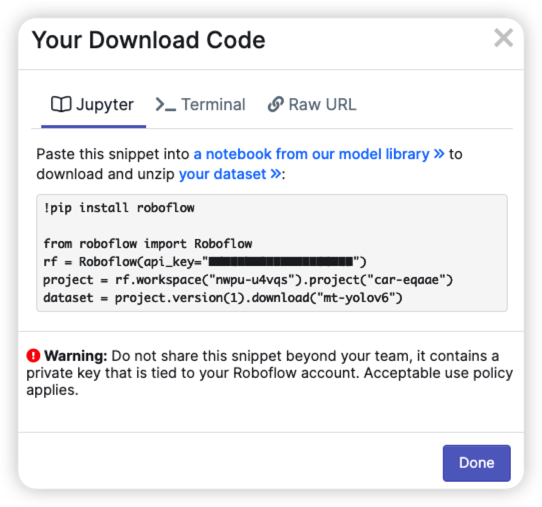 Your Download Code
Jupyter
Terminal
Raw URL
Paste this snippet into a notebook from our model library » to
download and unzip your dataset »:
!pip install roboflow
from roboflow import Roboflow
rf = Roboflow(api_key="")
project = rf.workspace("nwpu-u4vqs").project("car-eqaae")
dataset = project.version(1).download("mt-yolov6")
Warning: Do not share this snippet beyond your team, it contains a
private key that is tied to your Roboflow account. Acceptable use policy
applies.
Done